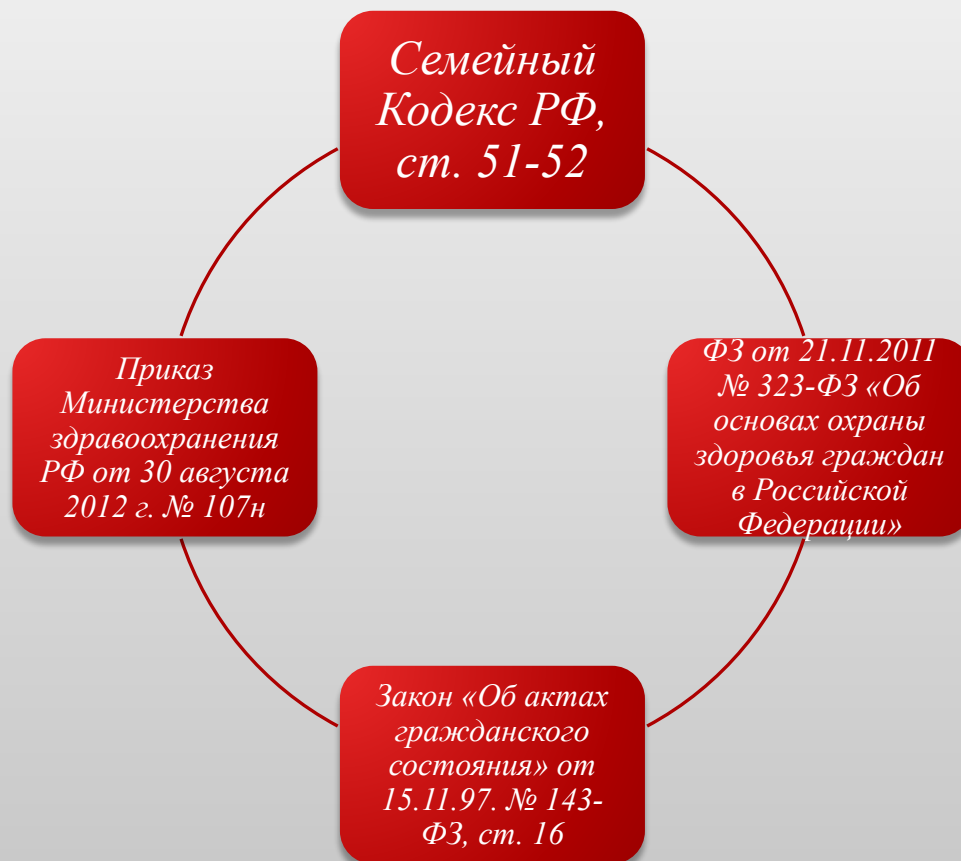 Семейный
Кодекс РФ,
ст. 51-52
Приказ
Министерства
здравоохранения
РФ от 30 августа
2012 г. № 107н
ФЗ от 21.11.2011
№ 323-ФЗ «Об
основах охраны
здоровья граждан
в Российской
Федерации»
Закон «Об актах
гражданского
состояния» от
15.11.97. № 143-
ФЗ, ст. 16